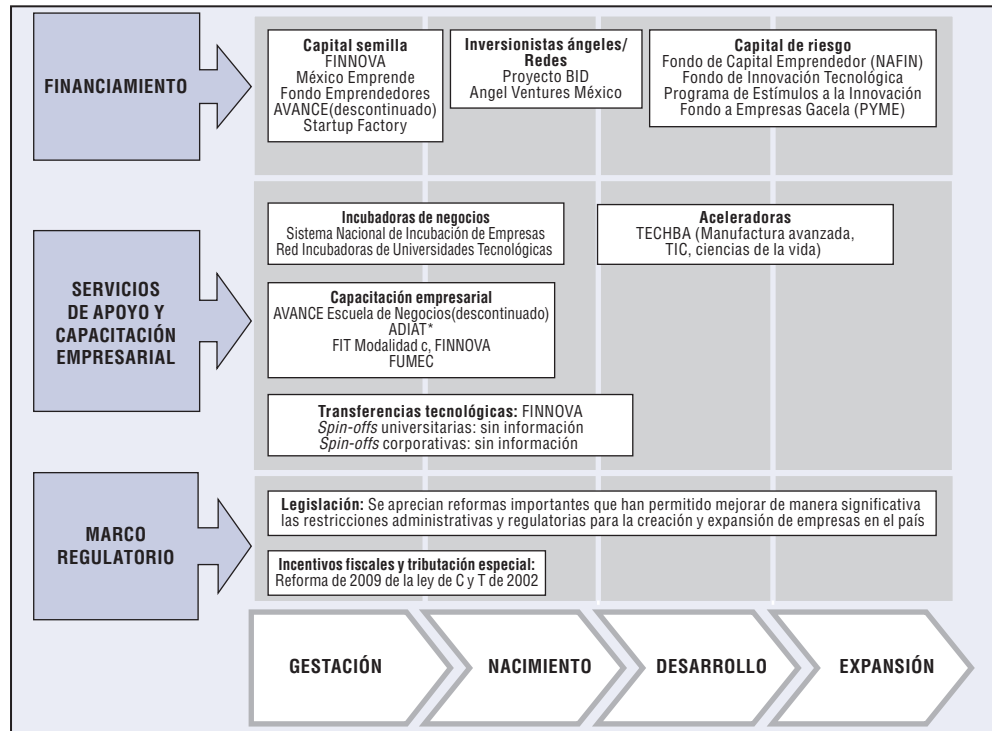 FINANCIAMIENTO
Capital semilla
FINNOVA
México Emprende
Fondo Emprendedores
AVANCE(descontinuado)
Startup Factory
Inversionistas ángeles/
Redes
Proyecto BID
Angel Ventures México
Capital de riesgo
Fondo de Capital Emprendedor (NAFIN)
Fondo de Innovación Tecnológica
Programa de Estímulos a la Innovación
Fondo a Empresas Gacela (PYME)
SERVICIOS
DE APOYO Y
CAPACITACIÓN
EMPRESARIAL
Incubadoras de negocios
Sistema Nacional de Incubación de Empresas
Red Incubadoras de Universidades Tecnológicas
Aceleradoras
TECHBA (Manufactura avanzada,
TIC, ciencias de la vida)
Capacitación empresarial
AVANCE Escuela de Negocios(descontinuado)
ADIAT*
FIT Modalidad c, FINNOVA
FUMEC
Transferencias tecnológicas: FINNOVA
Spin-offs universitarias: sin información
Spin-offs corporativas: sin información
MARCO
REGULATORIO
Legislación: Se aprecian reformas importantes que han permitido mejorar de manera significativa
las restricciones administrativas y regulatorias para la creación y expansión de empresas en el país
Incentivos fiscales y tributación especial:
Reforma de 2009 de la ley de C y T de 2002
GESTACIÓN
NACIMIENTO
DESARROLLO
EXPANSIÓN